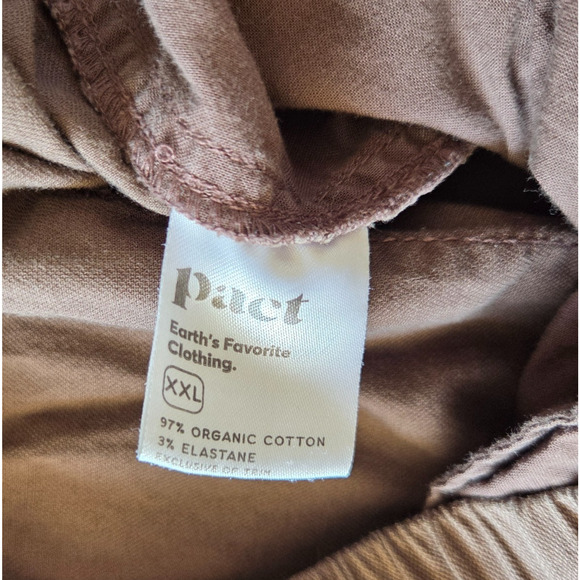 Pact
Earth's Favorite
Clothing.
XXL
97% ORGANIC COTTON
3% ELASTANE
EXCLUSIVE OF TRIM